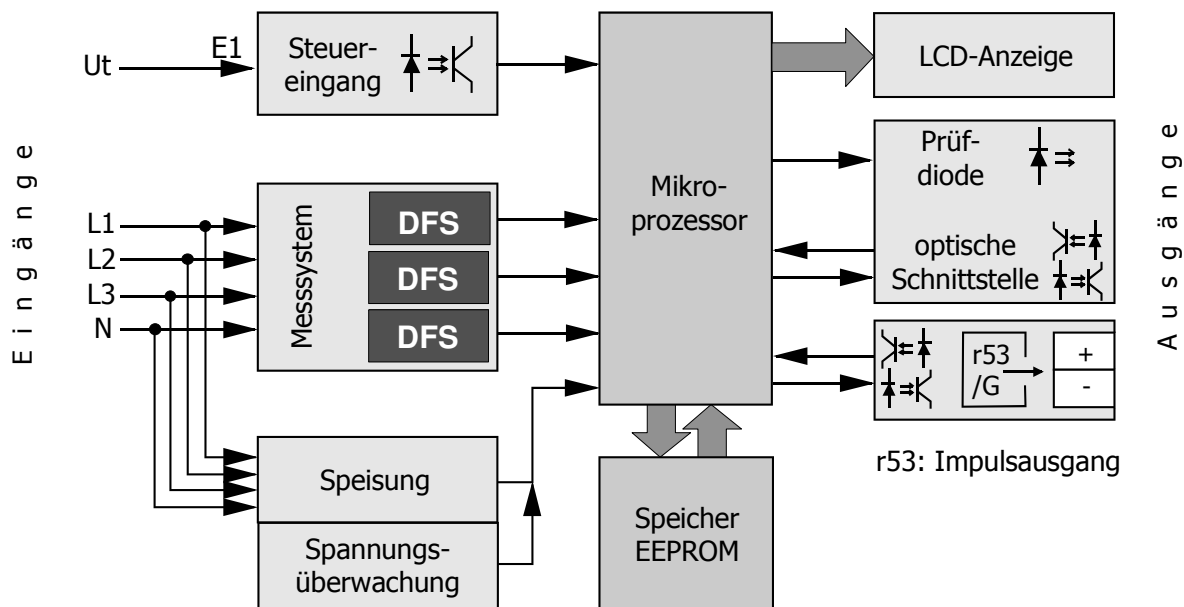 Eingänge
Ut
E1
Steuer-
eingang
L1
L2
L3
N
Messsystem
DFS
DFS
DFS
Speisung
Spannungs-
überwachung
Mikro-
prozessor
Speicher
EEPROM
LCD-Anzeige
Prüf-
diode
optische
Schnittstelle
r53
/G
+
-
r53: Impulsausgang
Ausgänge